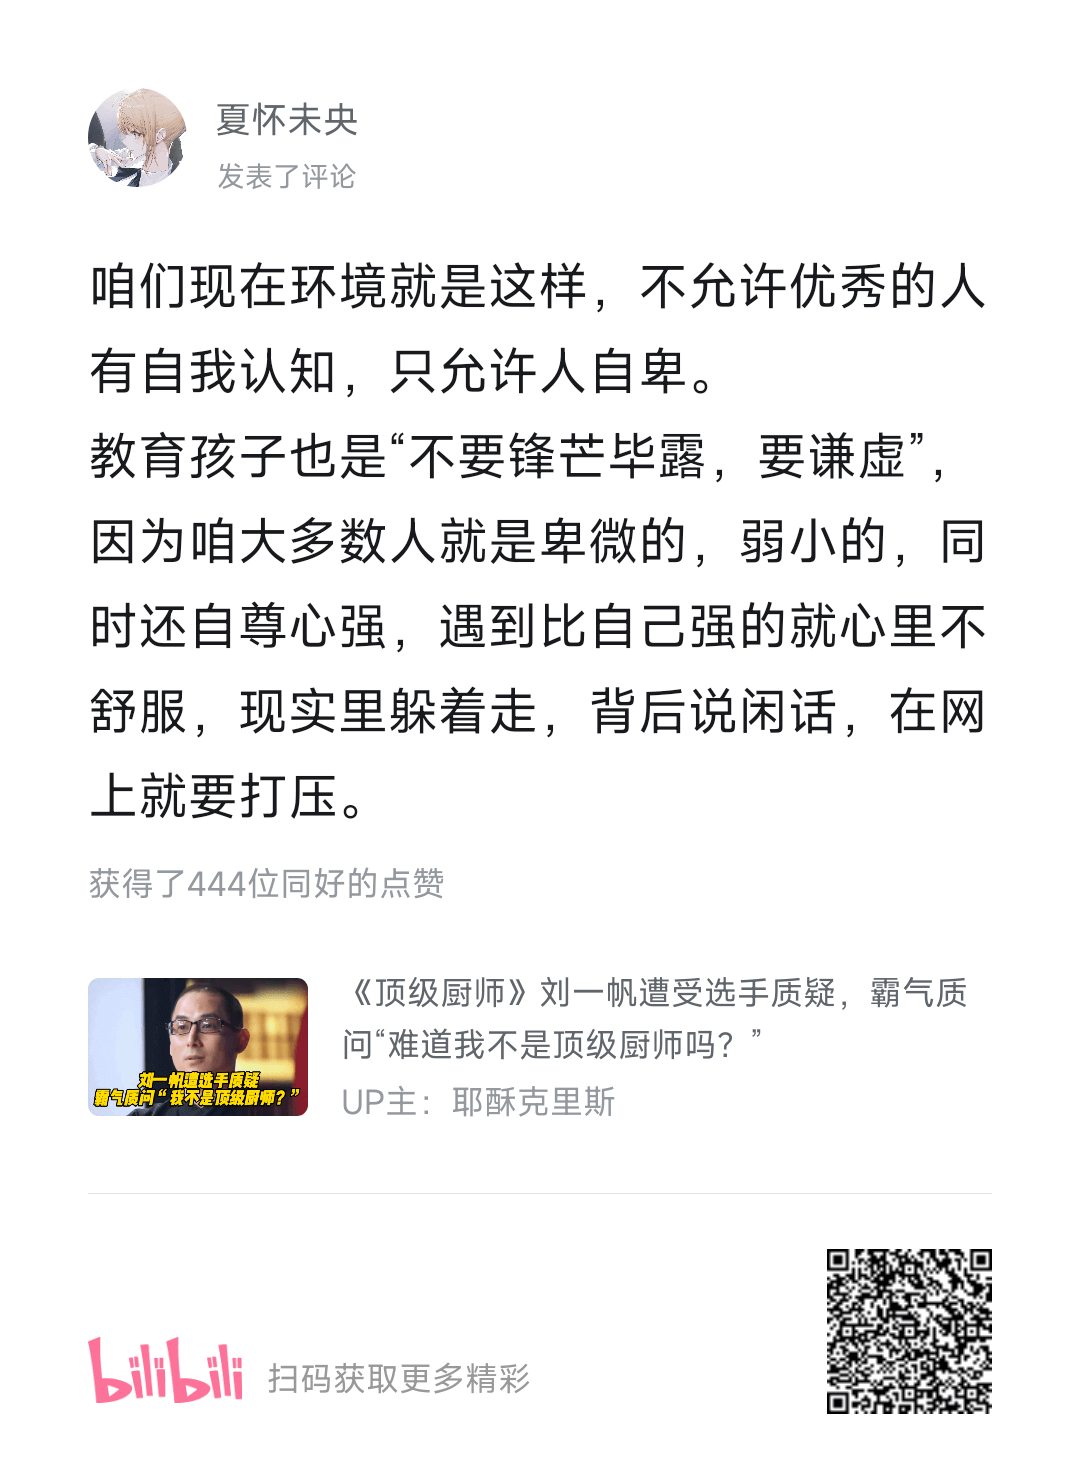 夏怀未央
发表了评论
咱们现在环境就是这样，不允许优秀的人
有自我认知，只允许人自卑。
教育孩子也是“不要锋芒毕露，要谦虚”，
因为咱大多数人就是卑微的，弱小的，同
时还自尊心强，遇到比自己强的就心里不
舒服，现实里躲着走，背后说闲话，在网
上就要打压。
获得了444位同好的点赞
《顶级厨师》刘一帆遭受选手质疑，霸气质
问“难道我不是顶级厨师吗？”
UP主：耶酥克里斯
刘一帆遭选手质疑
霸气质问“我不是顶级厨师？”
bilibili 扫码获取更多精彩